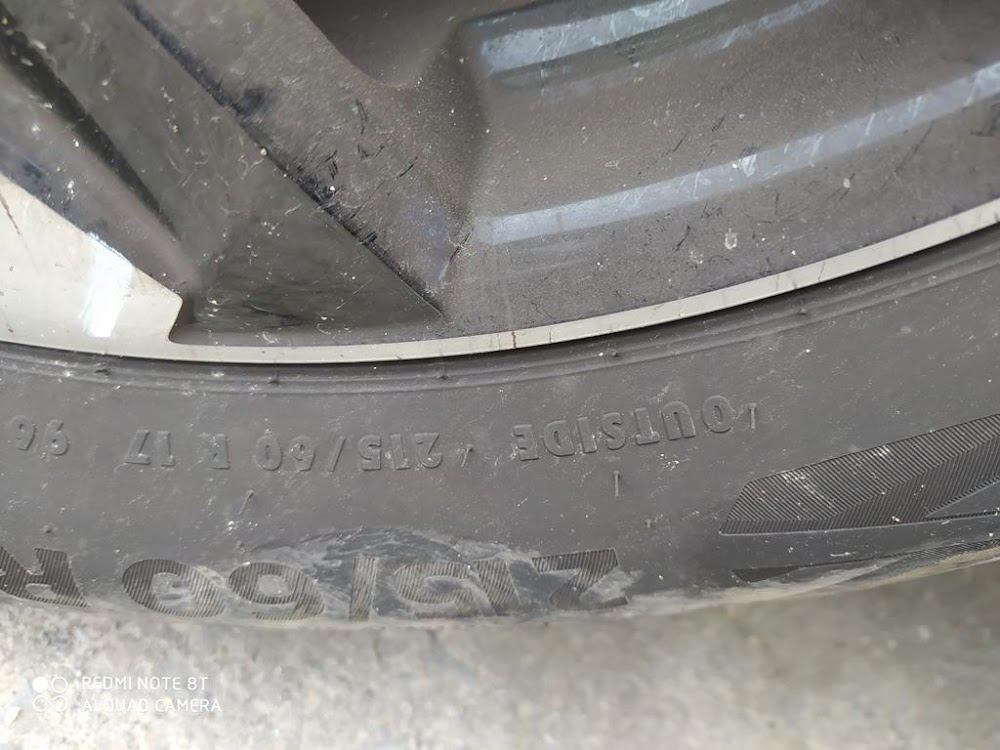 OUTSIDE 215/60 R 17 96
215/60 R
REDMI NOTE 8T
AI QUAD CAMERA